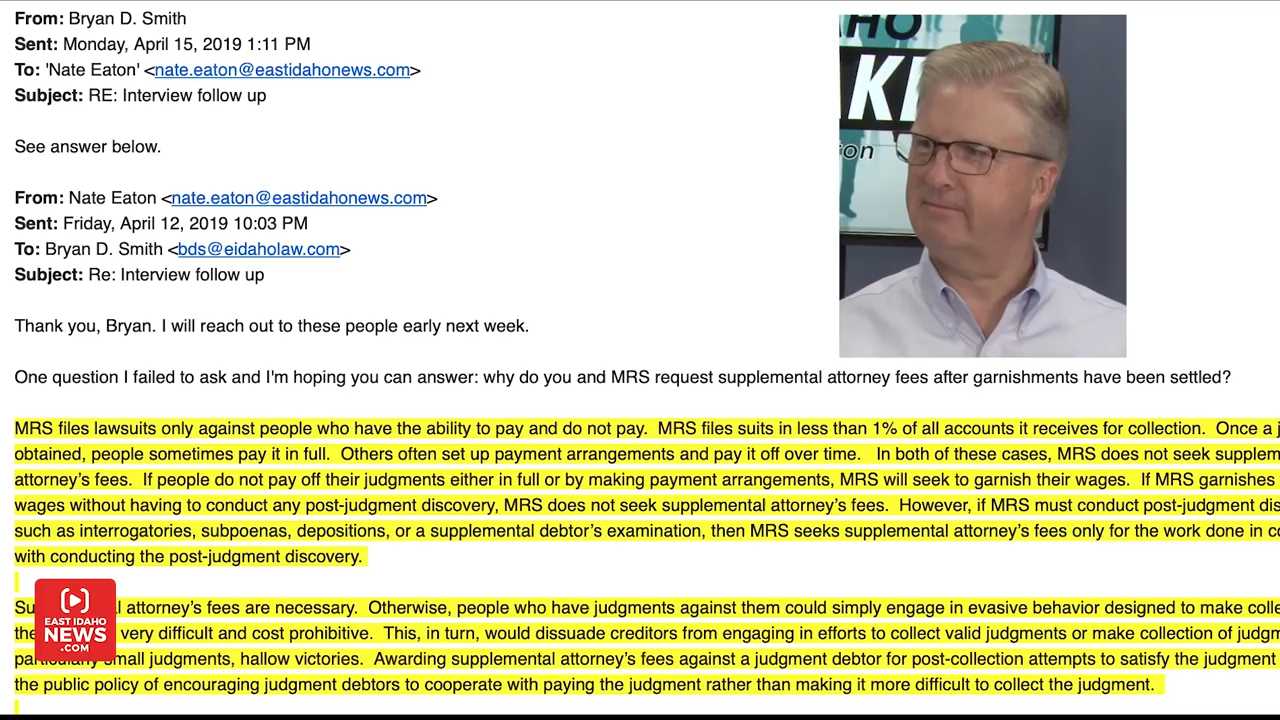 From: Bryan D. Smith
Sent: Monday, April 15, 2019 1:11 PM
To: 'Nate Eaton' <nate.eaton@eastidahonews.com>
Subject: RE: Interview follow up
See answer below.
From: Nate Eaton <nate.eaton@eastidahonews.com>
Sent: Friday, April 12, 2019 10:03 PM
To: Bryan D. Smith <bds@eidaholaw.com>
Subject: Re: Interview follow up
Thank you, Bryan. I will reach out to these people early next week.
One question I failed to ask and I'm hoping you can answer: why do you and MRS request supplemental attorney fees after garnishments have been settled?
MRS files lawsuits only against people who have the ability to pay and do not pay.  MRS files suits in less than 1% of all accounts it receives for collection.  Once a j
obtained, people sometimes pay it in full.  Others often set up payment arrangements and pay it off over time.   In both of these cases, MRS does not seek supplem
attorney's fees.  If people do not pay off their judgments either in full or by making payment arrangements, MRS will seek to garnish their wages.  If MRS garnishes
wages without having to conduct any post-judgment discovery, MRS does not seek supplemental attorney's fees.  However, if MRS must conduct post-judgment dis
such as interrogatories, subpoenas, depositions, or a supplemental debtor's examination, then MRS seeks supplemental attorney's fees only for the work done in co
with conducting the post-judgment discovery.
Su l attorney's fees are necessary.  Otherwise, people who have judgments against them could simply engage in evasive behavior designed to make colle
the very difficult and cost prohibitive.  This, in turn, would dissuade creditors from engaging in efforts to collect valid judgments or make collection of judgm
particularly small judgments, hallow victories.  Awarding supplemental attorney's fees against a judgment debtor for post-collection attempts to satisfy the judgment
the public policy of encouraging judgment debtors to cooperate with paying the judgment rather than making it more difficult to collect the judgment.
AHO
KE
on
EAST IDAHO
NEWS
.COM